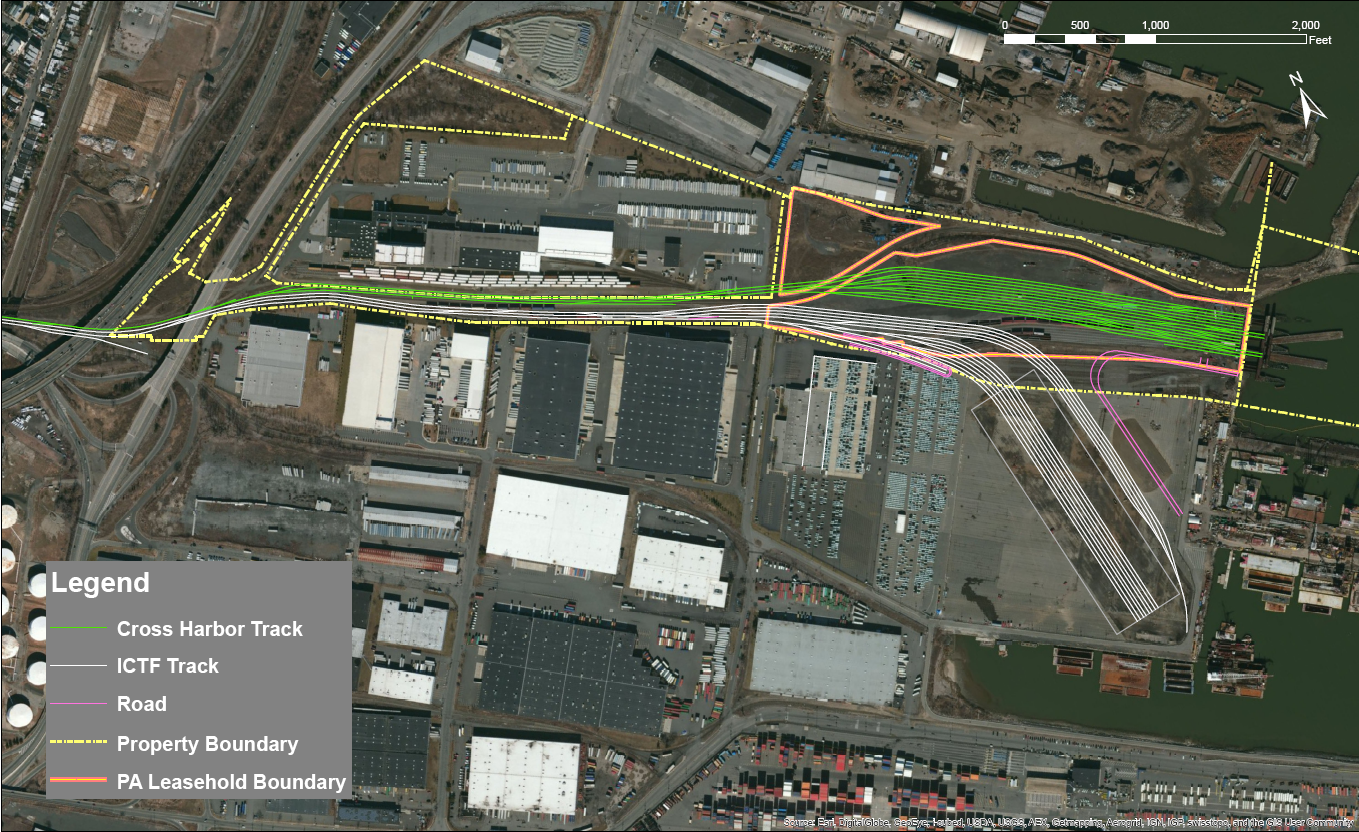 0 500 1,000 2,000
Feet
N
Legend
Cross Harbor Track
ICTF Track
Road
Property Boundary
PA Leasehold Boundary
Source: Esri, DigitalGlobe, GeoEye, i-cubed, USDA, USGS, AEX, Getmapping, Aerogrid, IGN, IGP, swisstopo, and the GIS User Community